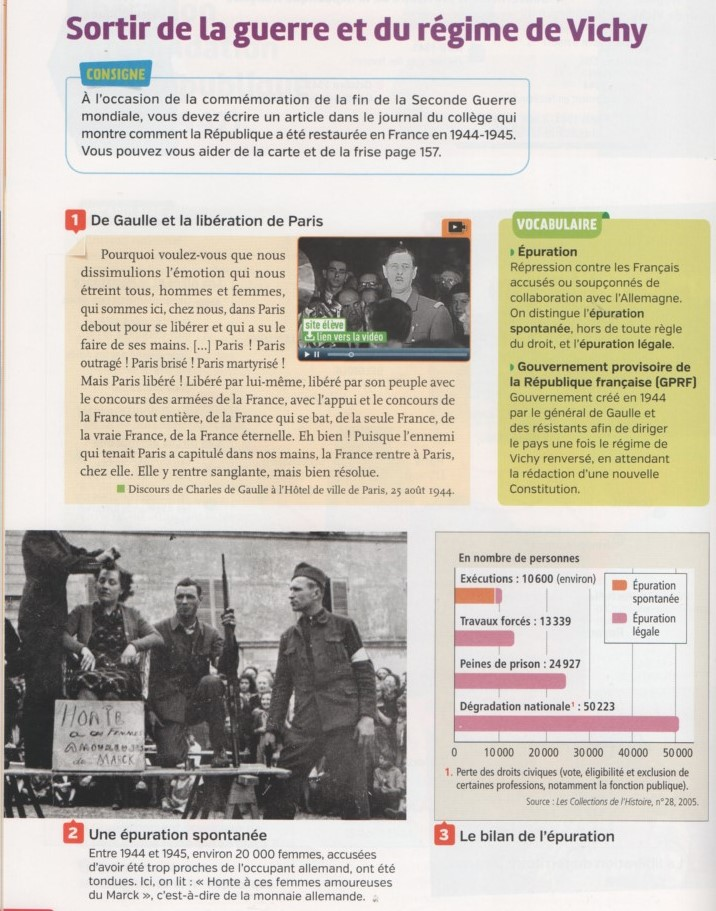 Sortir de la guerre et du régime de Vichy
CONSIGNE
À l'occasion de la commémoration de la fin de la Seconde Guerre
mondiale, vous devez écrire un article dans le journal du collège qui
montre comment la République a été restaurée en France en 1944-1945.
Vous pouvez vous aider de la carte et de la frise page 157.
1 De Gaulle et la libération de Paris
Pourquoi voulez-vous que nous
dissimulions l'émotion qui nous
étreint tous, hommes et femmes,
qui sommes ici, chez nous, dans Paris
debout pour se libérer et qui a su le
faire de ses mains. [...] Paris ! Paris
outragé ! Paris brisé ! Paris martyrisé !
Mais Paris libéré ! Libéré par lui-même, libéré par son peuple avec
le concours des armées de la France, avec l'appui et le concours de
la France tout entière, de la France qui se bat, de la seule France, de
la vraie France, de la France éternelle. Eh bien ! Puisque l'ennemi
qui tenait Paris a capitulé dans nos mains, la France rentre à Paris,
chez elle. Elle y rentre sanglante, mais bien résolue.
Discours de Charles de Gaulle à l'Hôtel de ville de Paris, 25 août 1944.
site élève
lien vers la vidéo
VOCABULAIRE
Épuration
Répression contre les Français
accusés ou soupçonnés de
collaboration avec l'Allemagne.
On distingue l'épuration
spontanée, hors de toute règle
du droit, et l'épuration légale.
Gouvernement provisoire de
la République française (GPRF)
Gouvernement créé en 1944
par le général de Gaulle et
des résistants afin de diriger
le pays une fois le régime de
Vichy renversé, en attendant
la rédaction d'une nouvelle
Constitution.
HONTE
a ces femmes
amoureuses
du MARCK
2 Une épuration spontanée
Entre 1944 et 1945, environ 20 000 femmes, accusées
d'avoir été trop proches de l'occupant allemand, ont été
tondues. Ici, on lit : « Honte à ces femmes amoureuses
du Marck », c'est-à-dire de la monnaie allemande.
En nombre de personnes
Exécutions : 10 600 (environ)
Travaux forcés : 13 339
Peines de prison : 24 927
Dégradation nationale1 : 50 223
Épuration
spontanée
Épuration
légale
0 10 000 20 000 30 000 40 000 50 000
1. Perte des droits civiques (vote, éligibilité et exclusion de
certaines professions, notamment la fonction publique).
Source : Les Collections de l'Histoire, n° 28, 2005.
3 Le bilan de l'épuration